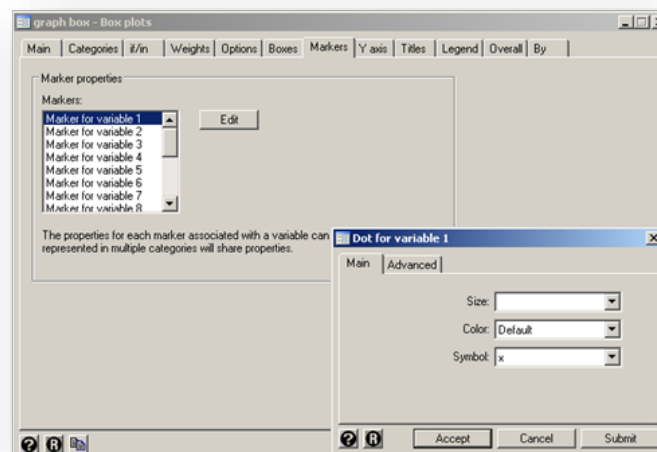 graph box - Box plots
Main Categories if/in Weights Options Boxes Markers Y axis Titles Legend Overall By
Marker properties
Markers:
Marker for variable 1
Marker for variable 2
Marker for variable 3
Marker for variable 4
Marker for variable 5
Marker for variable 6
Marker for variable 7
Marker for variable 8
Edit
The properties for each marker associated with a variable can
represented in multiple categories will share properties.
Dot for variable 1
Main Advanced
Size:
Color: Default
Symbol: x
? R
? R Accept Cancel Submit